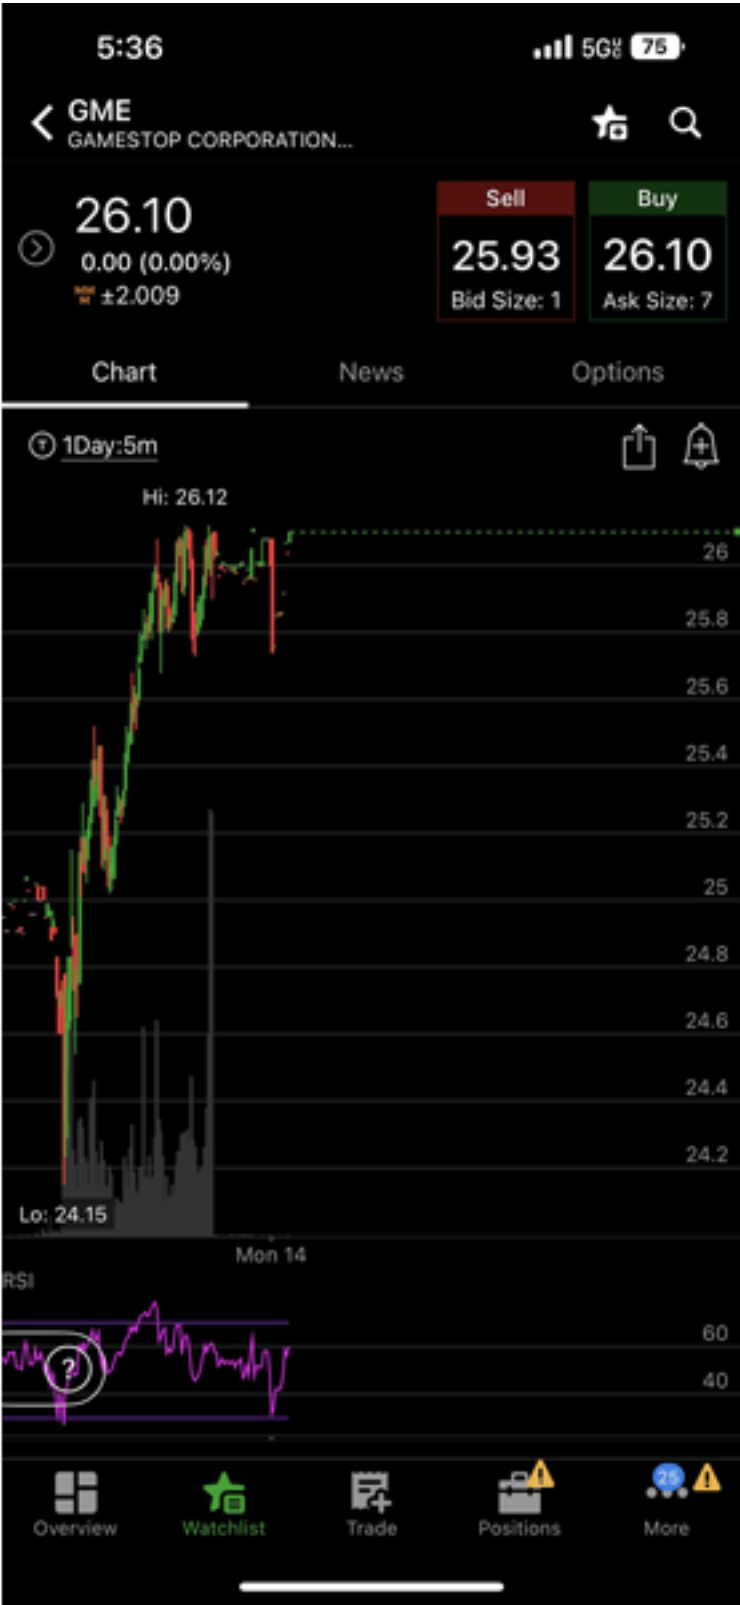 5:36
5G
75
GME
GAMESTOP CORPORATION...
26.10
0.00 (0.00%)
±2.009
Sell
25.93
Bid Size: 1
Buy
26.10
Ask Size: 7
Chart
News
Options
T
1Day:5m
Hi: 26.12
26
25.8
25.6
25.4
25.2
25
24.8
24.6
24.4
24.2
Lo: 24.15
Mon 14
RSI
60
40
?
25
Overview
Watchlist
Trade
Positions
More